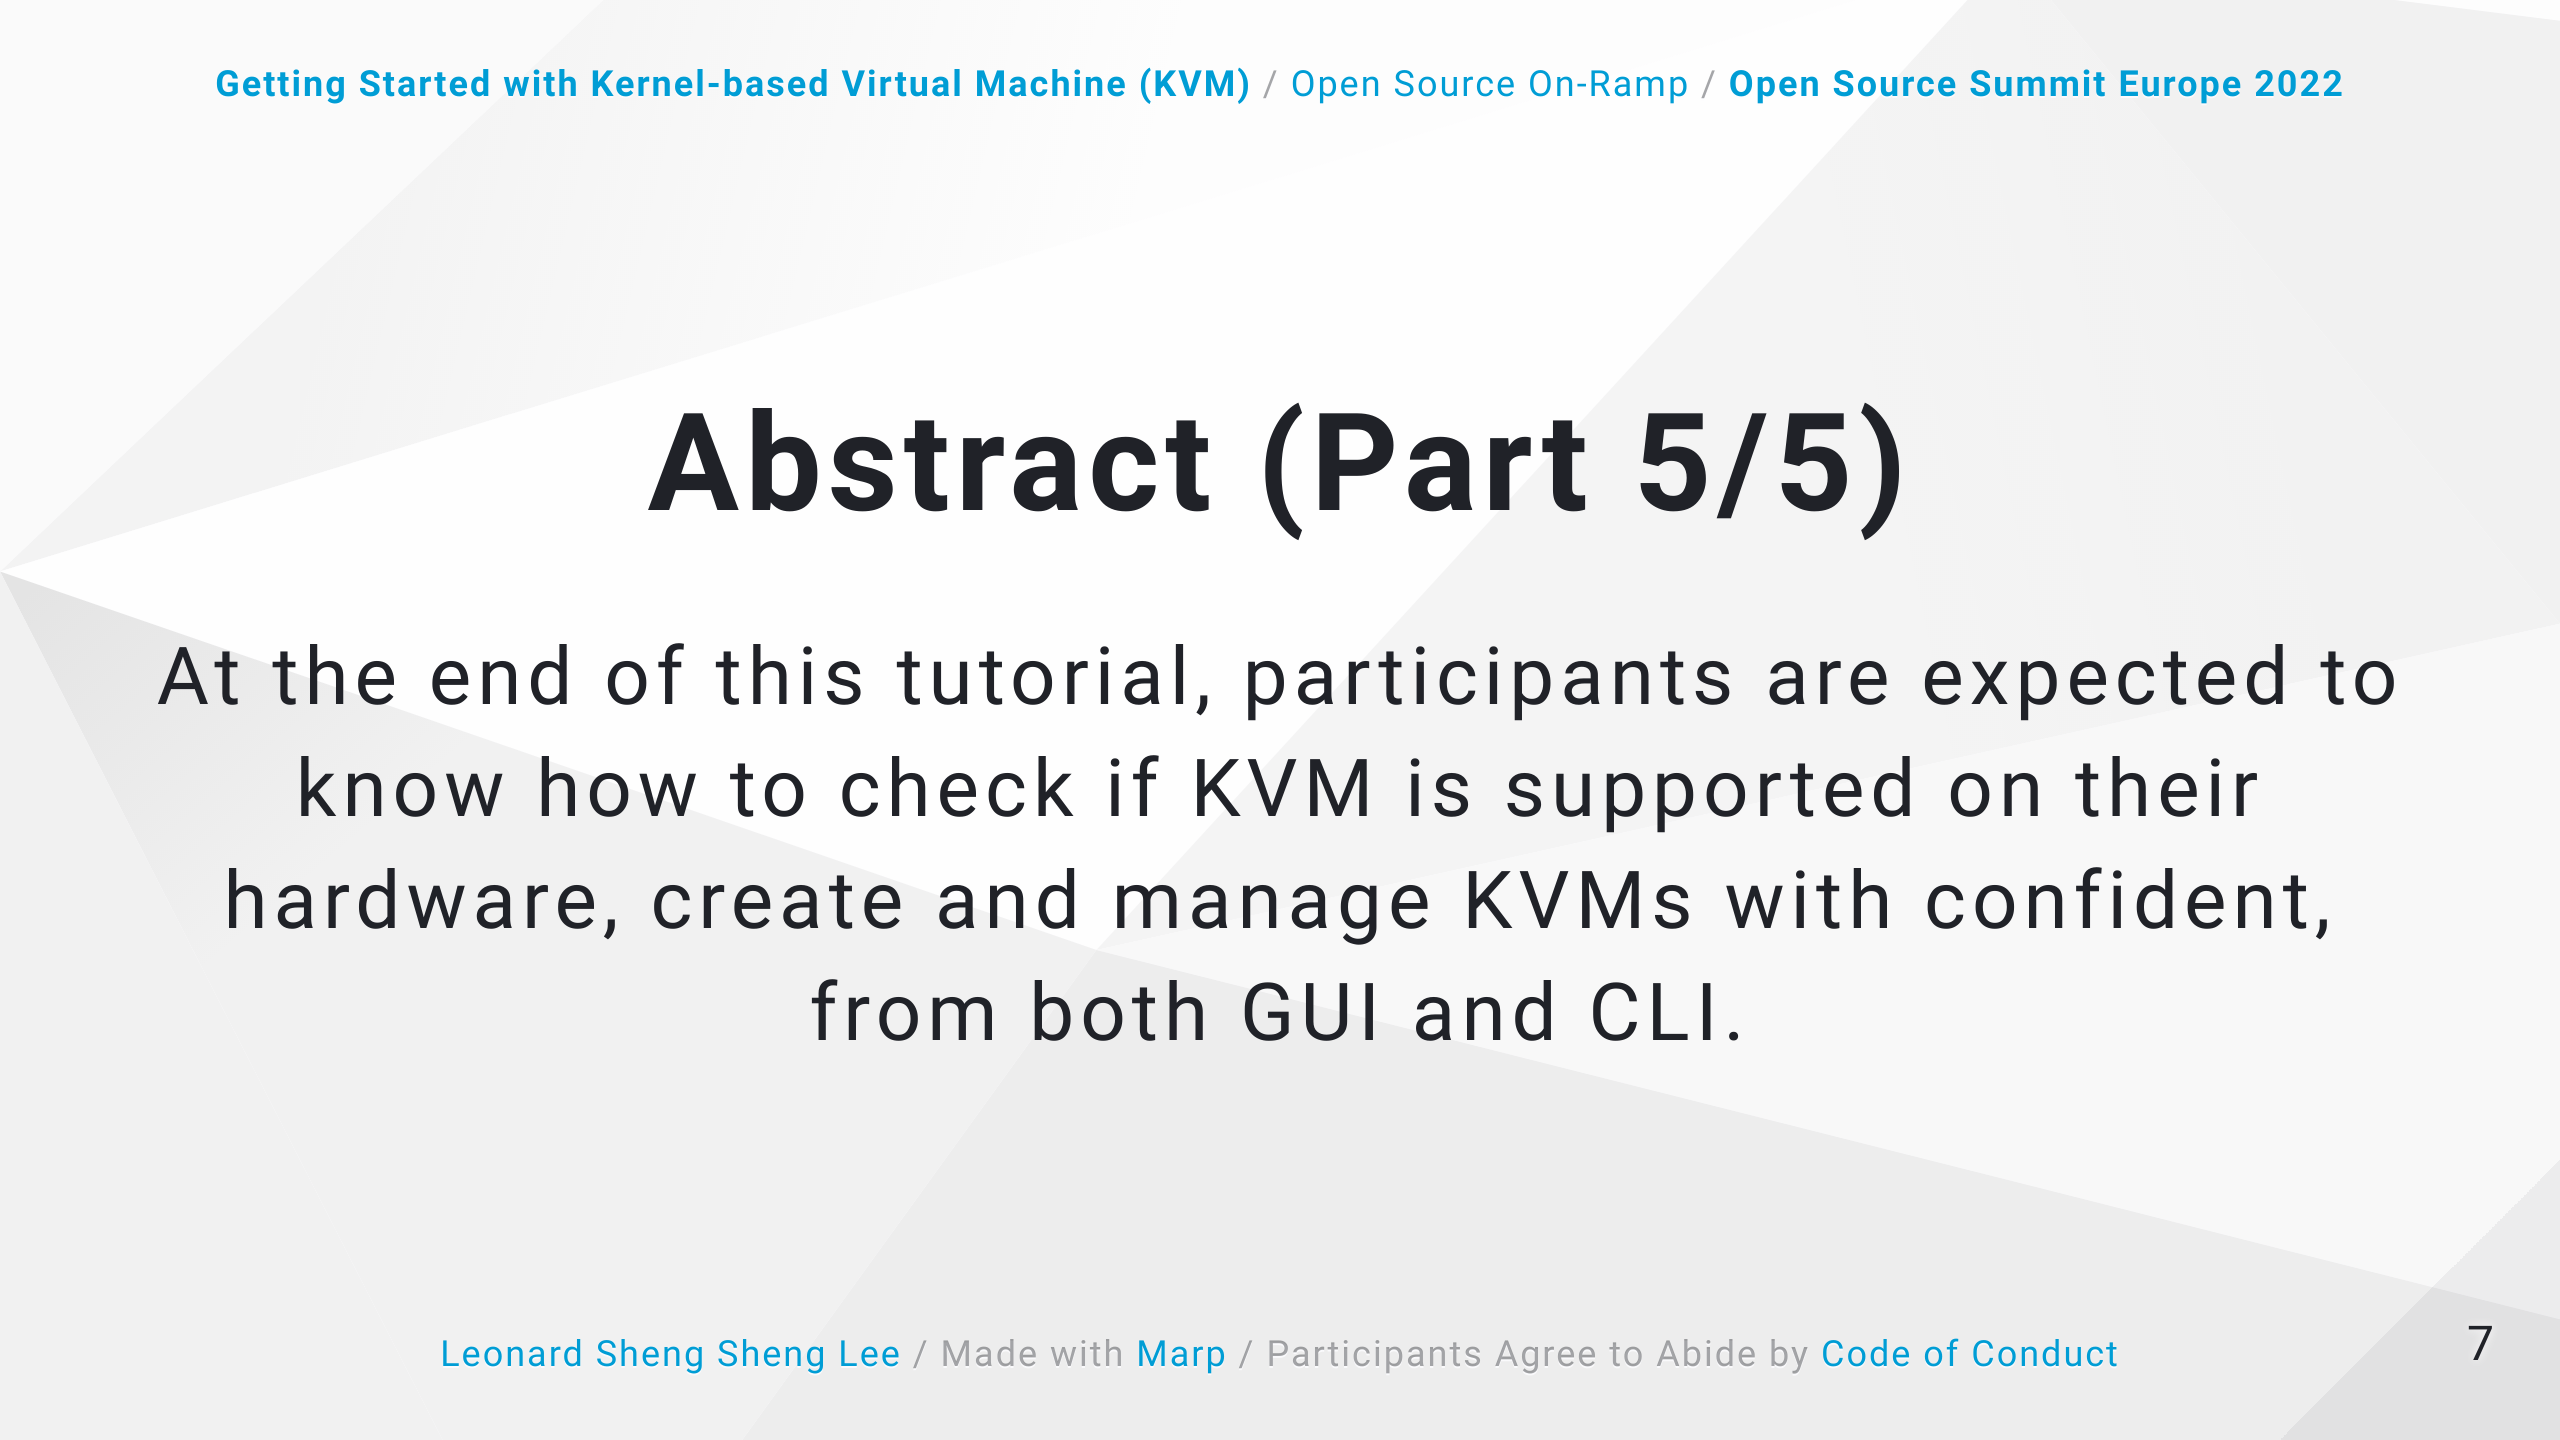 Getting Started with Kernel-based Virtual Machine (KVM) / Open Source On-Ramp / Open Source Summit Europe 2022
Abstract (Part 5/5)
At the end of this tutorial, participants are expected to
know how to check if KVM is supported on their
hardware, create and manage KVMs with confident,
from both GUI and CLI.
Leonard Sheng Sheng Lee / Made with Marp / Participants Agree to Abide by Code of Conduct
7